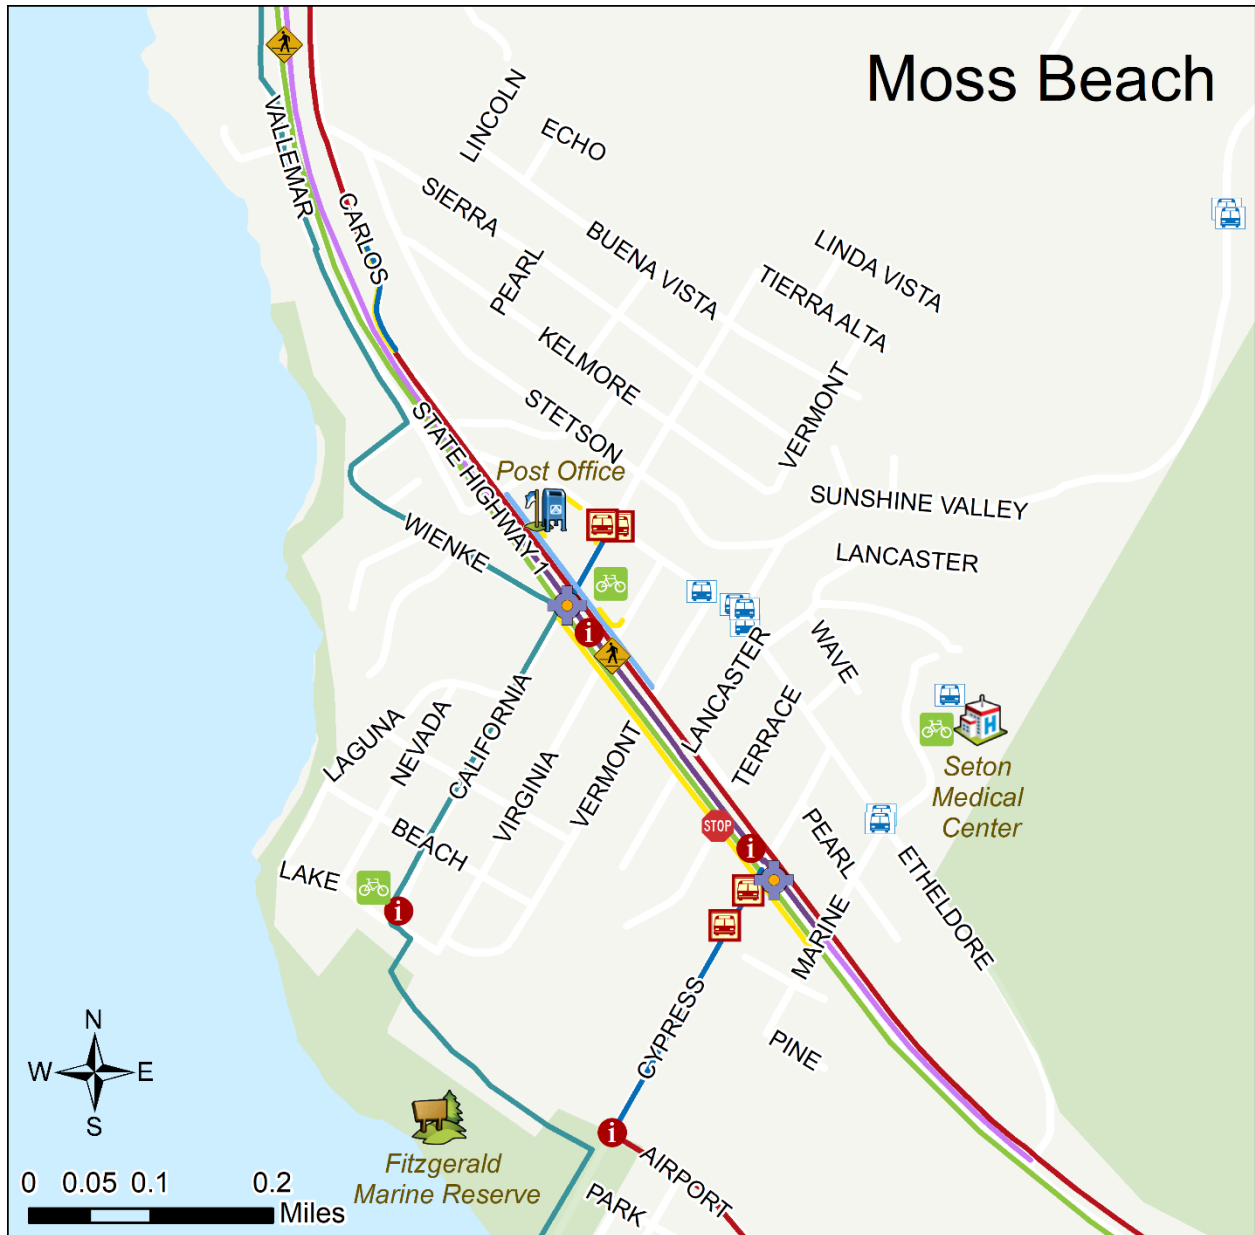 Moss Beach
LINCOLN
ECHO
VALLEMAR
CARLOS
SIERRA
PEARL
BUENA VISTA
LINDA VISTA
TIERRA ALTA
KELMORE
STETSON
VERMONT
STATE HIGHWAY 1
Post Office
SUNSHINE VALLEY
WIENKE
LANCASTER
i
WAVE
LANCASTER
TERRACE
LAGUNA
NEVADA
CALIFORNIA
VIRGINIA
VERMONT
H
Seton
Medical
Center
STOP
i
BEACH
PEARL
LAKE
i
ETHELDORE
MARINE
CYPRESS
PINE
N
W
E
S
i
Fitzgerald
Marine Reserve
AIRPORT
PARK
0 0.05 0.1 0.2
Miles